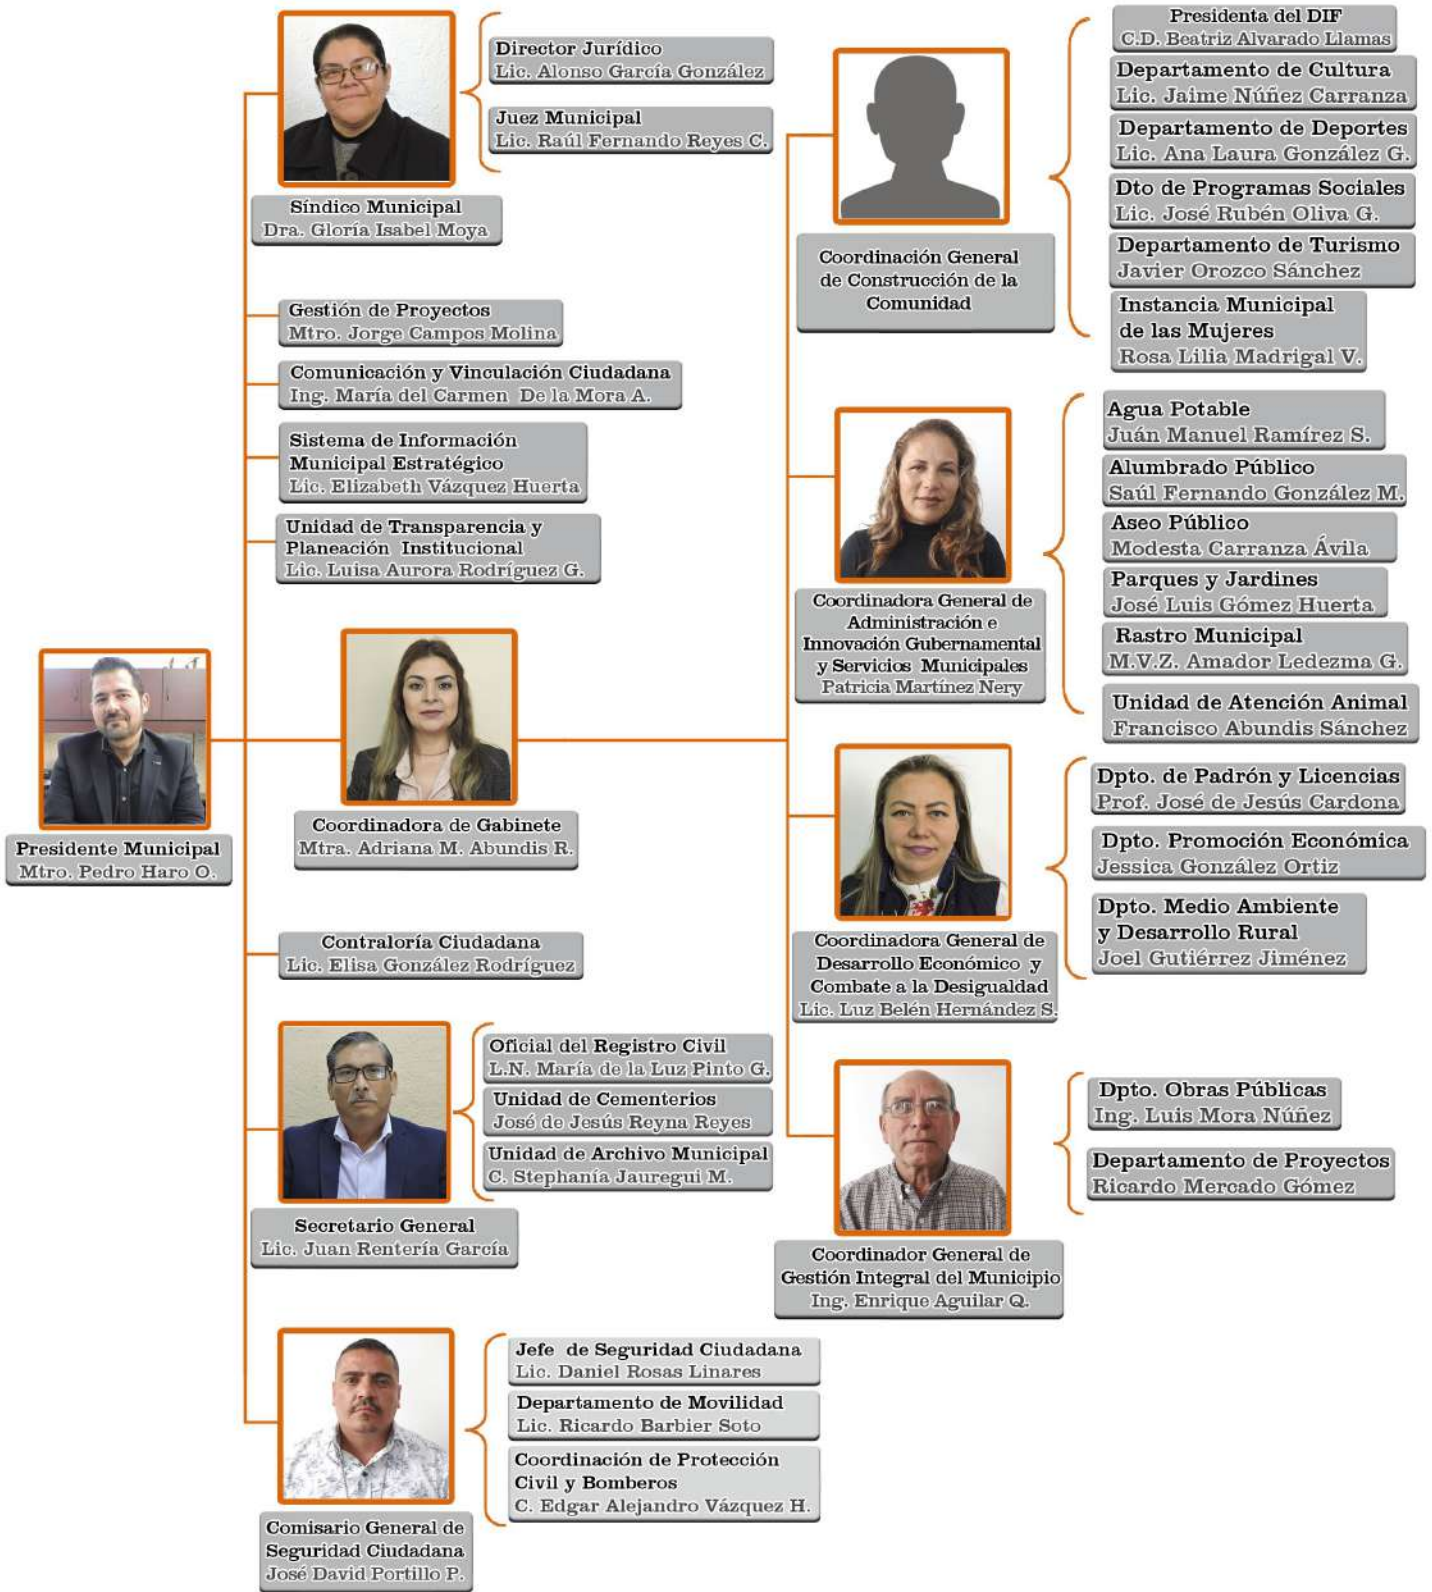 Síndico Municipal
Dra. Gloría Isabel Moya
Director Jurídico
Lic. Alonso García González
Juez Municipal
Lic. Raúl Fernando Reyes C.
Gestión de Proyectos
Mtro. Jorge Campos Molina
Comunicación y Vinculación Ciudadana
Ing. María del Carmen De la Mora A.
Sistema de Información
Municipal Estratégico
Lic. Elizabeth Vázquez Huerta
Unidad de Transparencia y
Planeación Institucional
Lic. Luisa Aurora Rodríguez G.
Presidente Municipal
Mtro. Pedro Haro O.
Coordinadora de Gabinete
Mtra. Adriana M. Abundis R.
Contraloría Ciudadana
Lic. Elisa González Rodríguez
Secretario General
Lic. Juan Rentería García
Oficial del Registro Civil
L.N. María de la Luz Pinto G.
Unidad de Cementerios
José de Jesús Reyna Reyes
Unidad de Archivo Municipal
C. Stephanía Jauregui M.
Comisario General de
Seguridad Ciudadana
José David Portillo P.
Jefe de Seguridad Ciudadana
Lic. Daniel Rosas Linares
Departamento de Movilidad
Lic. Ricardo Barbier Soto
Coordinación de Protección
Civil y Bomberos
C. Edgar Alejandro Vázquez H.
Coordinación General
de Construcción de la
Comunidad
Presidenta del DIF
C.D. Beatriz Alvarado Llamas
Departamento de Cultura
Lic. Jaime Núñez Carranza
Departamento de Deportes
Lic. Ana Laura González G.
Dto de Programas Sociales
Lic. José Rubén Oliva G.
Departamento de Turismo
Javier Orozco Sánchez
Instancia Municipal
de las Mujeres
Rosa Lilia Madrigal V.
Coordinadora General de
Administración e
Innovación Gubernamental
y Servicios Municipales
Patricia Martínez Nery
Agua Potable
Juán Manuel Ramírez S.
Alumbrado Público
Saúl Fernando González M.
Aseo Público
Modesta Carranza Ávila
Parques y Jardines
José Luis Gómez Huerta
Rastro Municipal
M.V.Z. Amador Ledezma G.
Unidad de Atención Animal
Francisco Abundis Sánchez
Coordinadora General de
Desarrollo Económico y
Combate a la Desigualdad
Lic. Luz Belén Hernández S.
Dpto. de Padrón y Licencias
Prof. José de Jesús Cardona
Dpto. Promoción Económica
Jessica González Ortiz
Dpto. Medio Ambiente
y Desarrollo Rural
Joel Gutiérrez Jiménez
Coordinador General de
Gestión Integral del Municipio
Ing. Enrique Aguilar Q.
Dpto. Obras Públicas
Ing. Luis Mora Núñez
Departamento de Proyectos
Ricardo Mercado Gómez